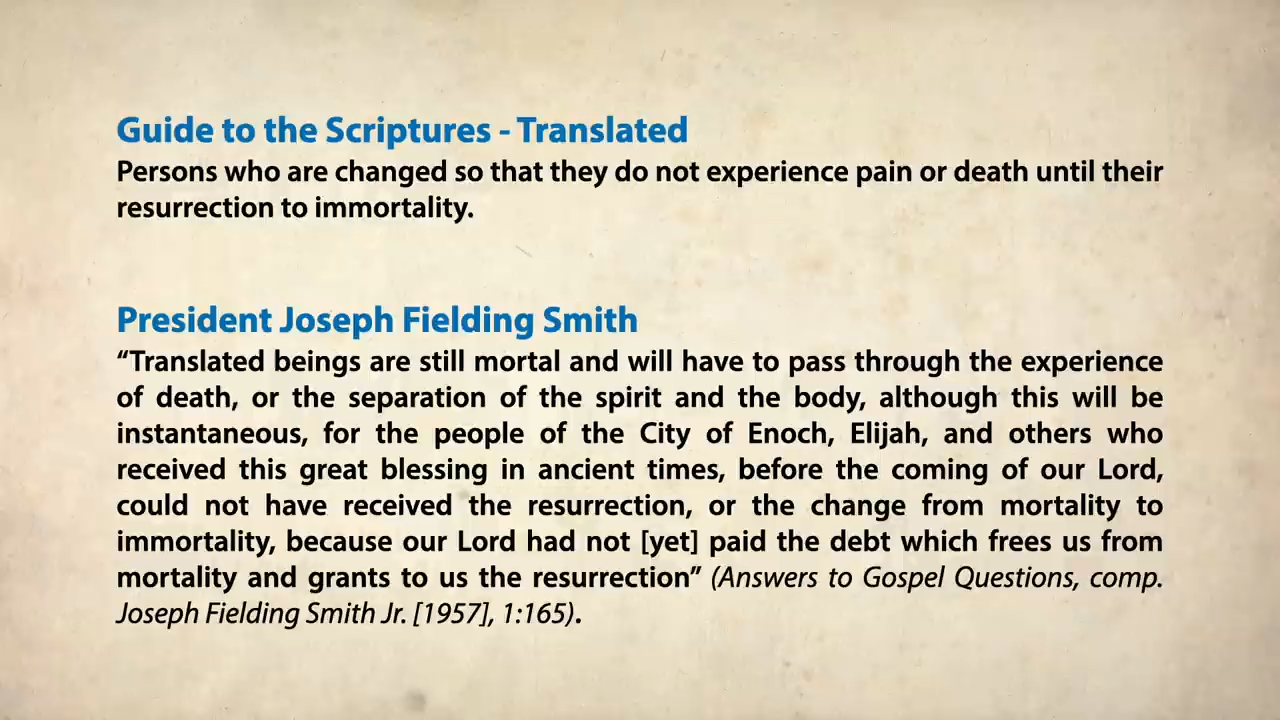 Guide to the Scriptures - Translated
Persons who are changed so that they do not experience pain or death until their
resurrection to immortality.
President Joseph Fielding Smith
“Translated beings are still mortal and will have to pass through the experience
of death, or the separation of the spirit and the body, although this will be
instantaneous, for the people of the City of Enoch, Elijah, and others who
received this great blessing in ancient times, before the coming of our Lord,
could not have received the resurrection, or the change from mortality to
immortality, because our Lord had not [yet] paid the debt which frees us from
mortality and grants to us the resurrection” (Answers to Gospel Questions, comp.
Joseph Fielding Smith Jr. [1957], 1:165).